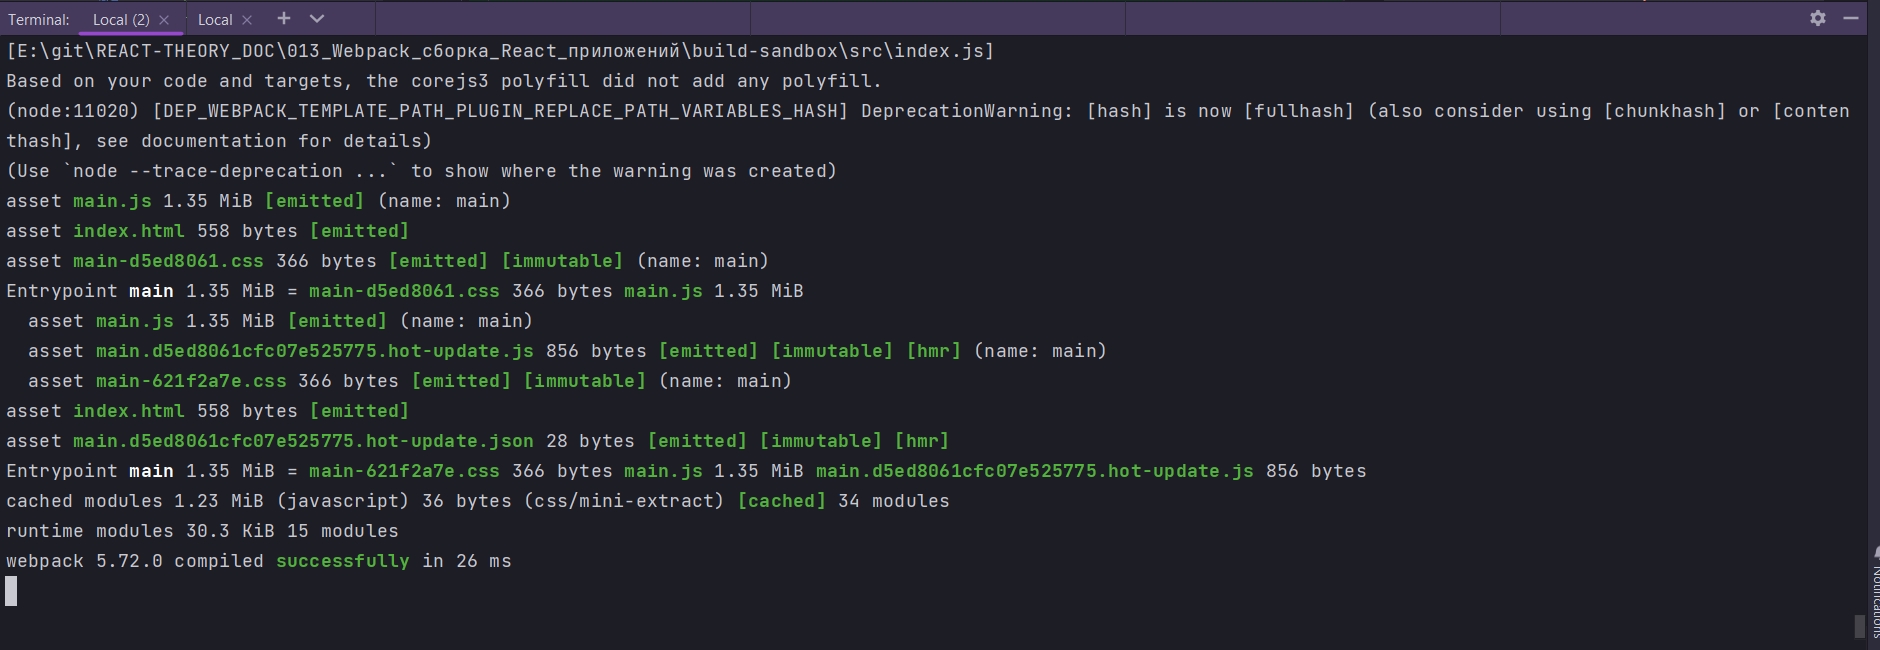 Terminal: Local (2) × Local × +
[E:\git\REACT-THEORY_DOC\013_Webpack_сборка_React_приложений\build-sandbox\src\index.js]
Based on your code and targets, the corejs3 polyfill did not add any polyfill.
(node:11020) [DEP_WEBPACK_TEMPLATE_PATH_PLUGIN_REPLACE_PATH_VARIABLES_HASH] DeprecationWarning: [hash] is now [fullhash] (also consider using [chunkhash] or [conten
thash], see documentation for details)
(Use `node --trace-deprecation ...` to show where the warning was created)
asset main.js 1.35 MiB [emitted] (name: main)
asset index.html 558 bytes [emitted]
asset main-d5ed8061.css 366 bytes [emitted] [immutable] (name: main)
Entrypoint main 1.35 MiB = main-d5ed8061.css 366 bytes main.js 1.35 MiB
  asset main.js 1.35 MiB [emitted] (name: main)
  asset main.d5ed8061cfc07e525775.hot-update.js 856 bytes [emitted] [immutable] [hmr] (name: main)
  asset main-621f2a7e.css 366 bytes [emitted] [immutable] (name: main)
asset index.html 558 bytes [emitted]
asset main.d5ed8061cfc07e525775.hot-update.json 28 bytes [emitted] [immutable] [hmr]
Entrypoint main 1.35 MiB = main-621f2a7e.css 366 bytes main.js 1.35 MiB main.d5ed8061cfc07e525775.hot-update.js 856 bytes
cached modules 1.23 MiB (javascript) 36 bytes (css/mini-extract) [cached] 34 modules
runtime modules 30.3 KiB 15 modules
webpack 5.72.0 compiled successfully in 26 ms
Notifications